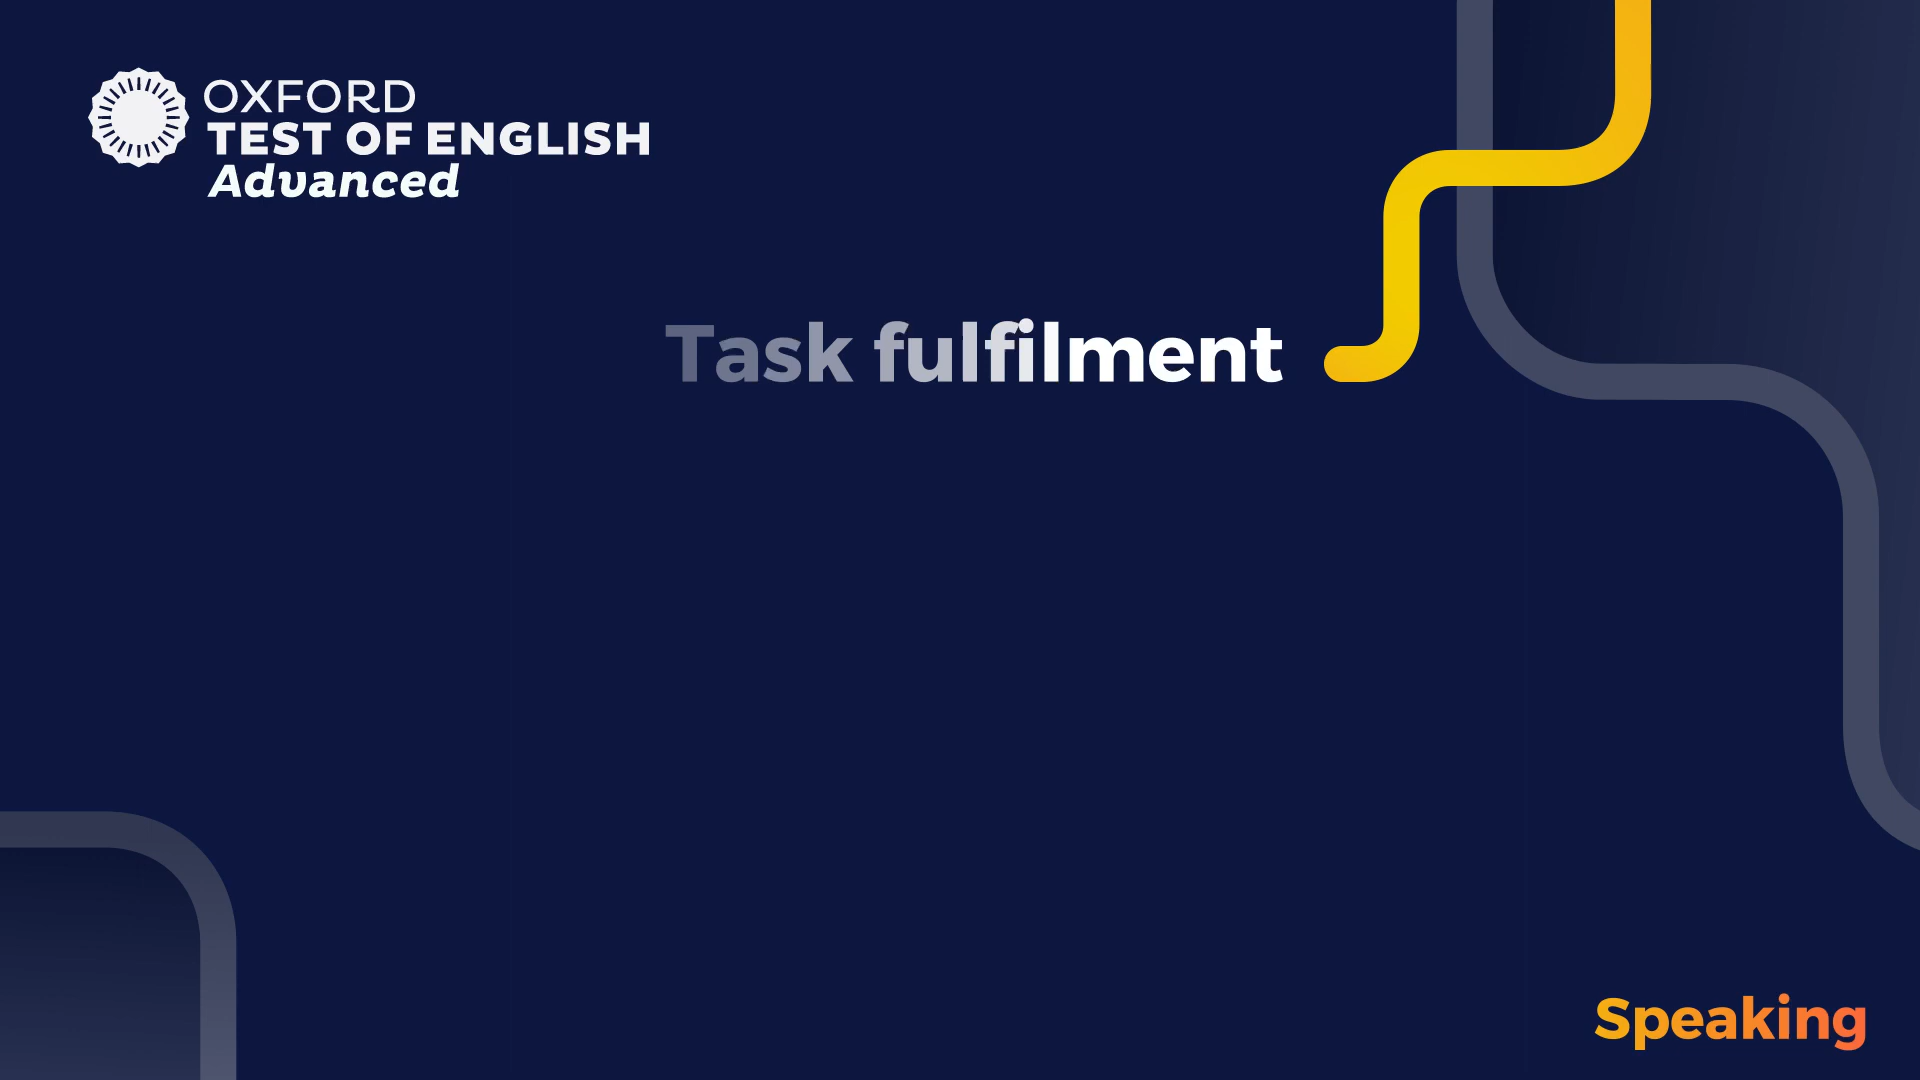 OXFORD
TEST OF ENGLISH
Advanced
Task fulfilment
Speaking